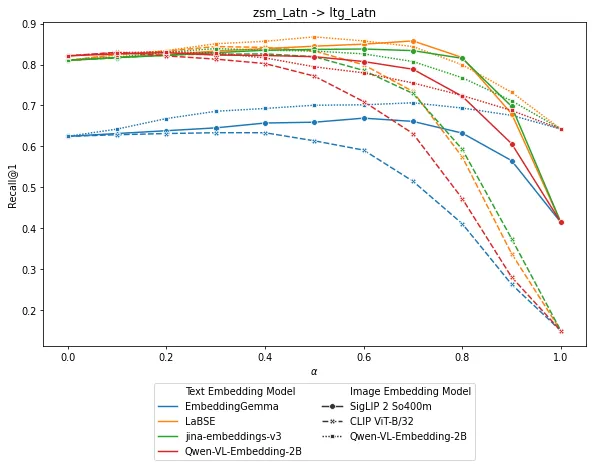 zsm_Latn -> ltg_Latn
0.9
0.8
0.7
0.6
0.5
0.4
0.3
0.2
Recall@1
0.0 0.2 0.4 0.6 0.8 1.0
α
Text Embedding Model Image Embedding Model
EmbeddingGemma SigLIP 2 So400m
LaBSE CLIP ViT-B/32
jina-embeddings-v3 Qwen-VL-Embedding-2B
Qwen-VL-Embedding-2B